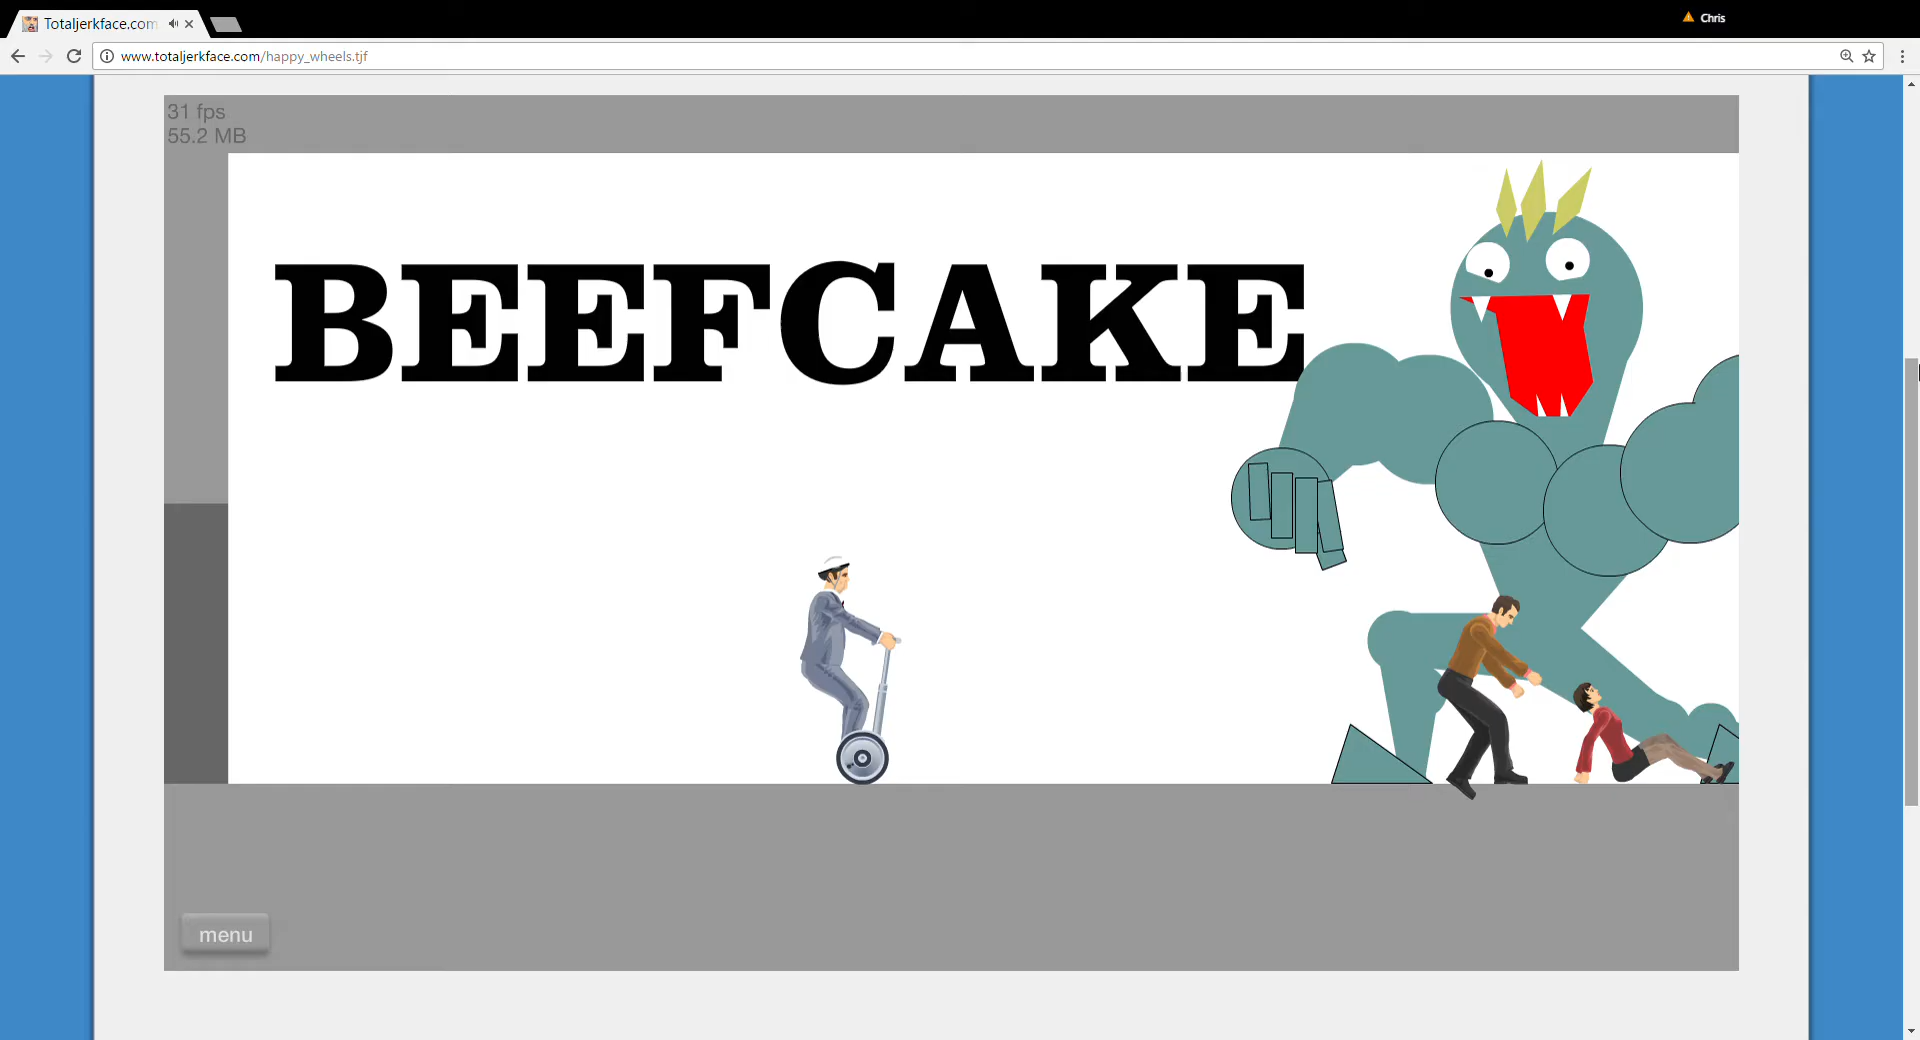 Totaljerkface.com
Chris
www.totaljerkface.com/happy_wheels.tjf
31 fps
55.2 MB
BEEFCAKE
menu